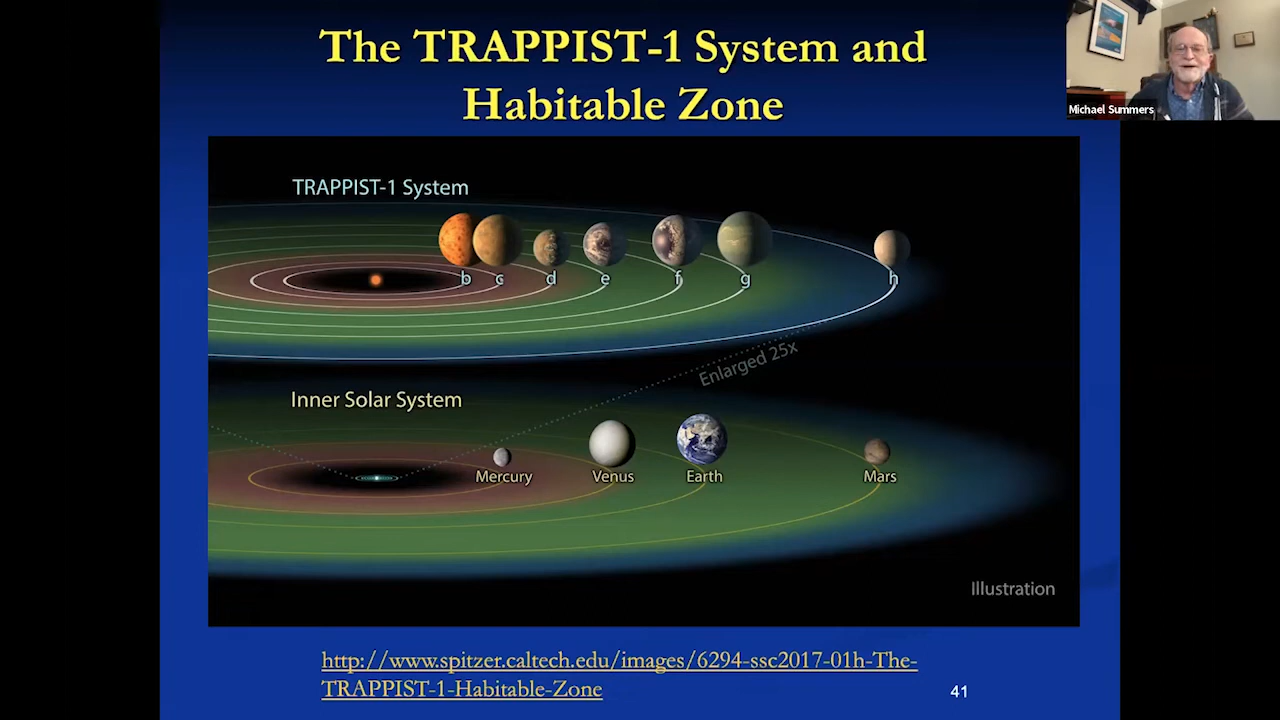 The TRAPPIST-1 System and
Habitable Zone
Michael Summers
TRAPPIST-1 System
b c d e f g h
Enlarged 25x
Inner Solar System
Mercury Venus Earth Mars
Illustration
http://www.spitzer.caltech.edu/images/6294-ssc2017-01h-The-
TRAPPIST-1-Habitable-Zone
41